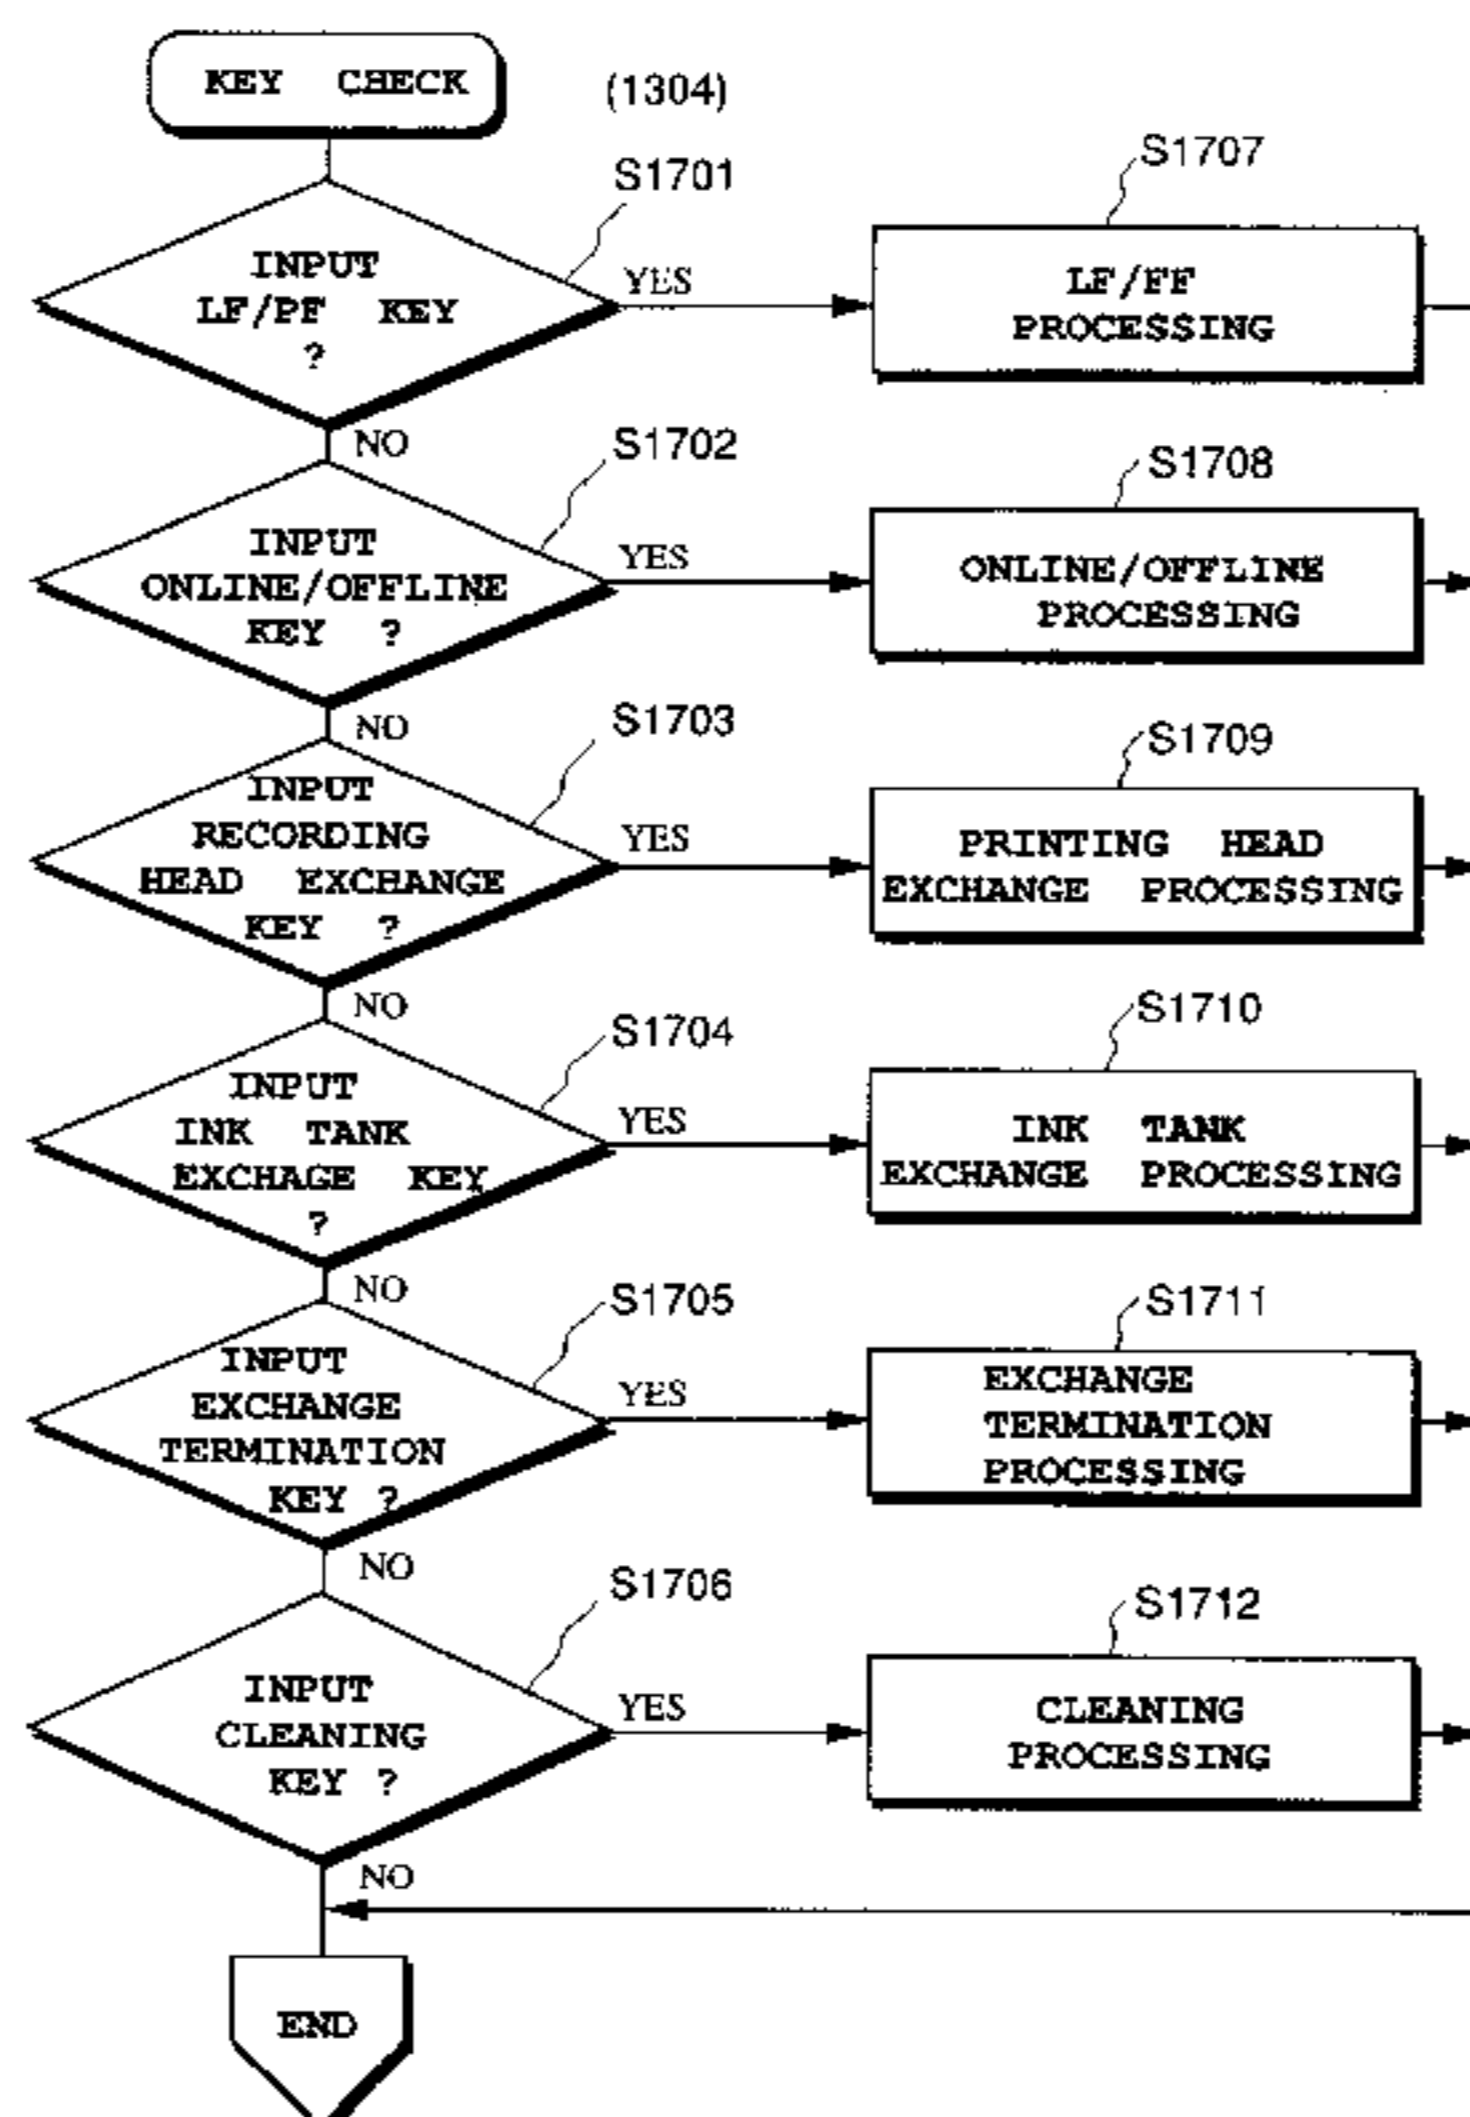 KEY CHECK
(1304)
S1701
INPUT
LF/PF KEY
?
YES
NO
S1707
LF/FF
PROCESSING
S1702
INPUT
ONLINE/OFFLINE
KEY ?
YES
NO
S1708
ONLINE/OFFLINE
PROCESSING
S1703
INPUT
RECORDING
HEAD EXCHANGE
KEY ?
YES
NO
S1709
PRINTING HEAD
EXCHANGE PROCESSING
S1704
INPUT
INK TANK
EXCHAGE KEY
?
YES
NO
S1710
INK TANK
EXCHANGE PROCESSING
S1705
INPUT
EXCHANGE
TERMINATION
KEY ?
YES
NO
S1711
EXCHANGE
TERMINATION
PROCESSING
S1706
INPUT
CLEANING
KEY ?
YES
NO
S1712
CLEANING
PROCESSING
END